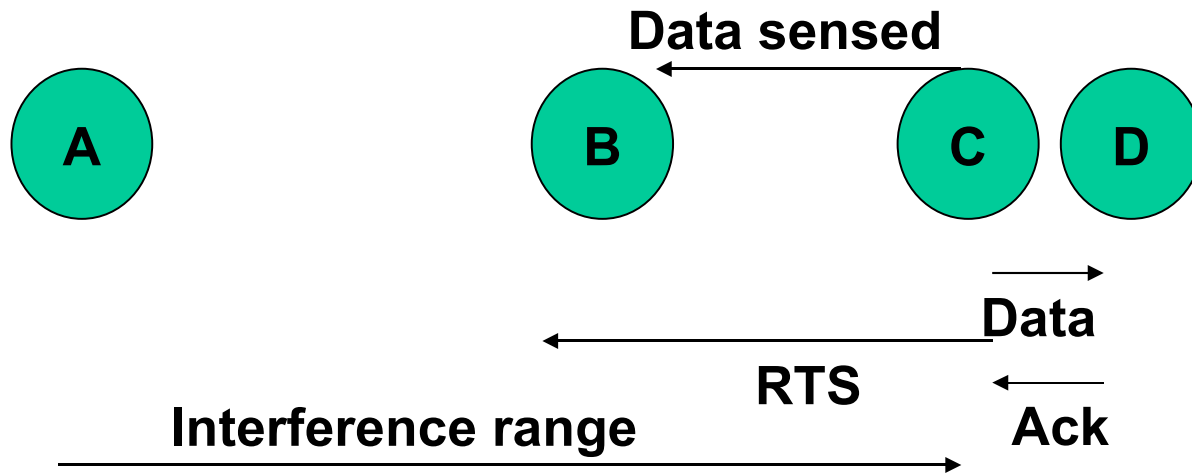 Data sensed
A B C D
Data
RTS
Interference range Ack